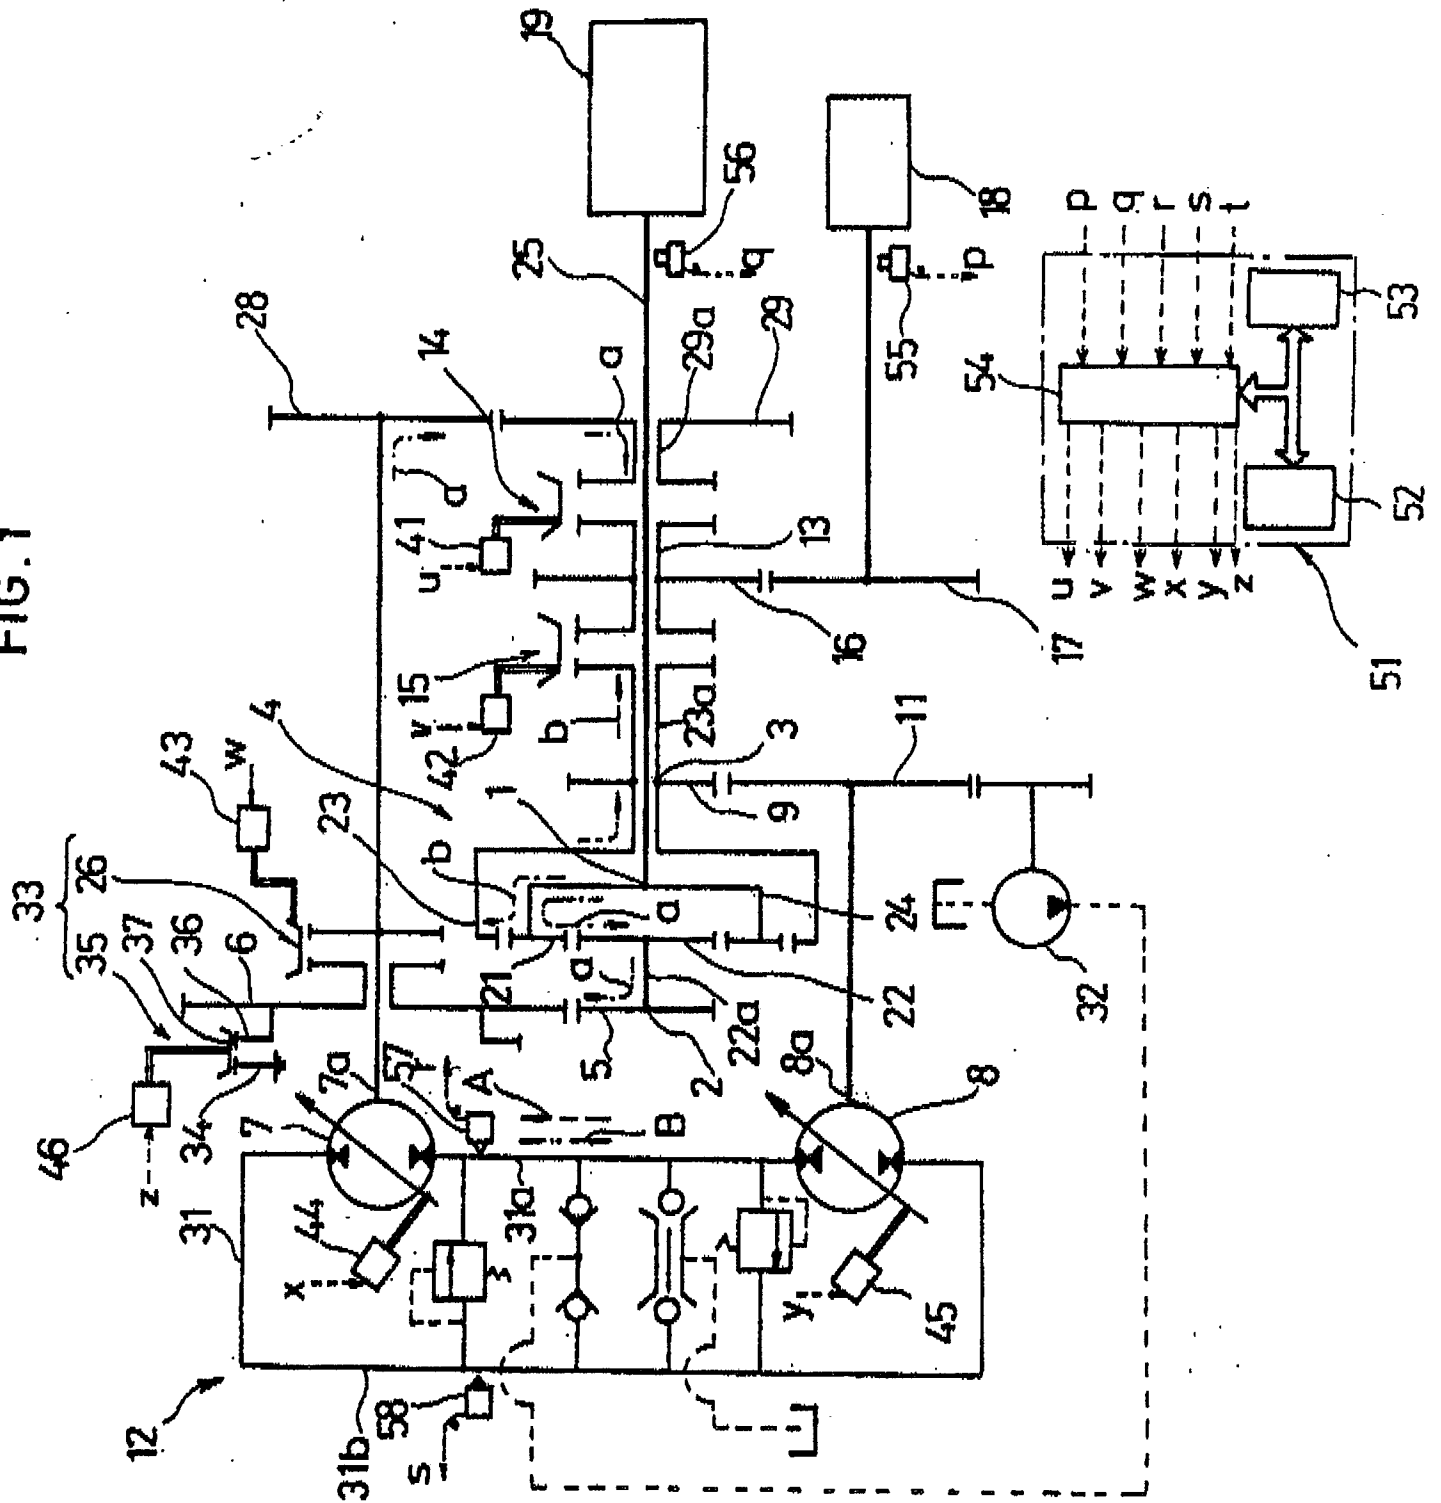 FIG. 1
19
56
q
25
18
55
p
28
14
a
29a
29
a
41
u
13
16
17
15
42
v
b
23a
3
9
11
4
1
23
b
a
24
21
22
a
22a
2
5
32
43
w
33
26
35
37
36
6
46
z
34
7
7a
57
r
A
B
8a
8
31
44
x
31a
45
y
12
31b
58
s
p
q
r
s
t
54
53
52
51
u
v
w
x
y
z